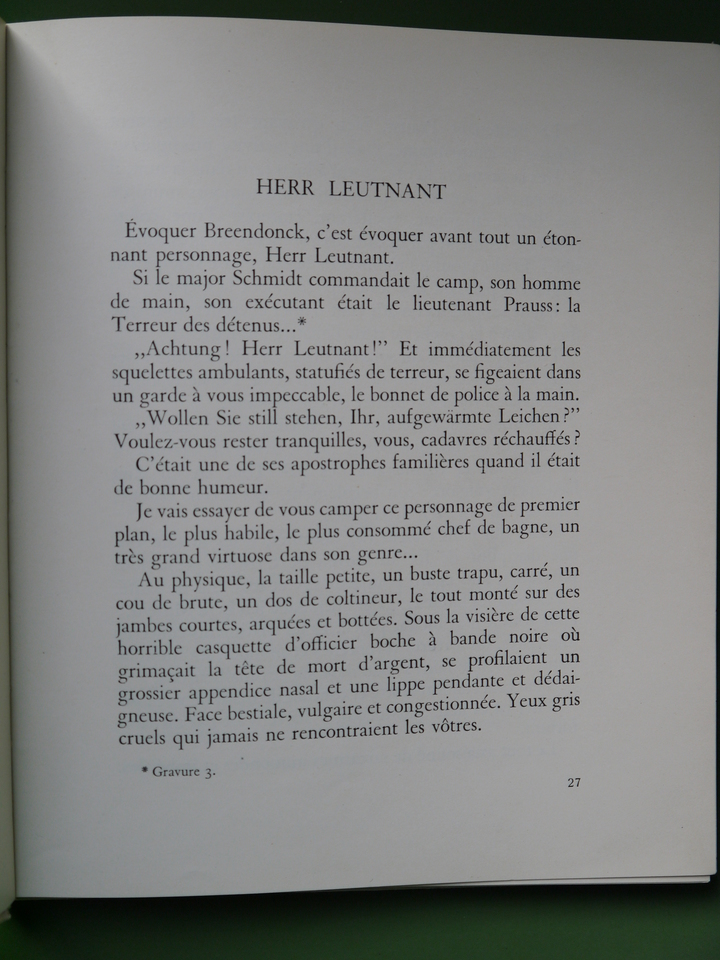 HERR LEUTNANT
Évoquer Breendonck, c'est évoquer avant tout un éton-
nant personnage, Herr Leutnant.
Si le major Schmidt commandait le camp, son homme
de main, son exécutant était le lieutenant Prauss: la
Terreur des détenus...*
,,Achtung! Herr Leutnant!" Et immédiatement les
squelettes ambulants, statufiés de terreur, se figeaient dans
un garde à vous impeccable, le bonnet de police à la main.
,,Wollen Sie still stehen, Ihr, aufgewärmte Leichen?"
Voulez-vous rester tranquilles, vous, cadavres réchauffés?
C'était une de ses apostrophes familières quand il était
de bonne humeur.
Je vais essayer de vous camper ce personnage de premier
plan, le plus habile, le plus consommé chef de bagne, un
très grand virtuose dans son genre...
Au physique, la taille petite, un buste trapu, carré, un
cou de brute, un dos de coltineur, le tout monté sur des
jambes courtes, arquées et bottées. Sous la visière de cette
horrible casquette d'officier boche à bande noire où
grimaçait la tête de mort d'argent, se profilaient un
grossier appendice nasal et une lippe pendante et dédai-
gneuse. Face bestiale, vulgaire et congestionnée. Yeux gris
cruels qui jamais ne rencontraient les vôtres.
* Gravure 3.
27